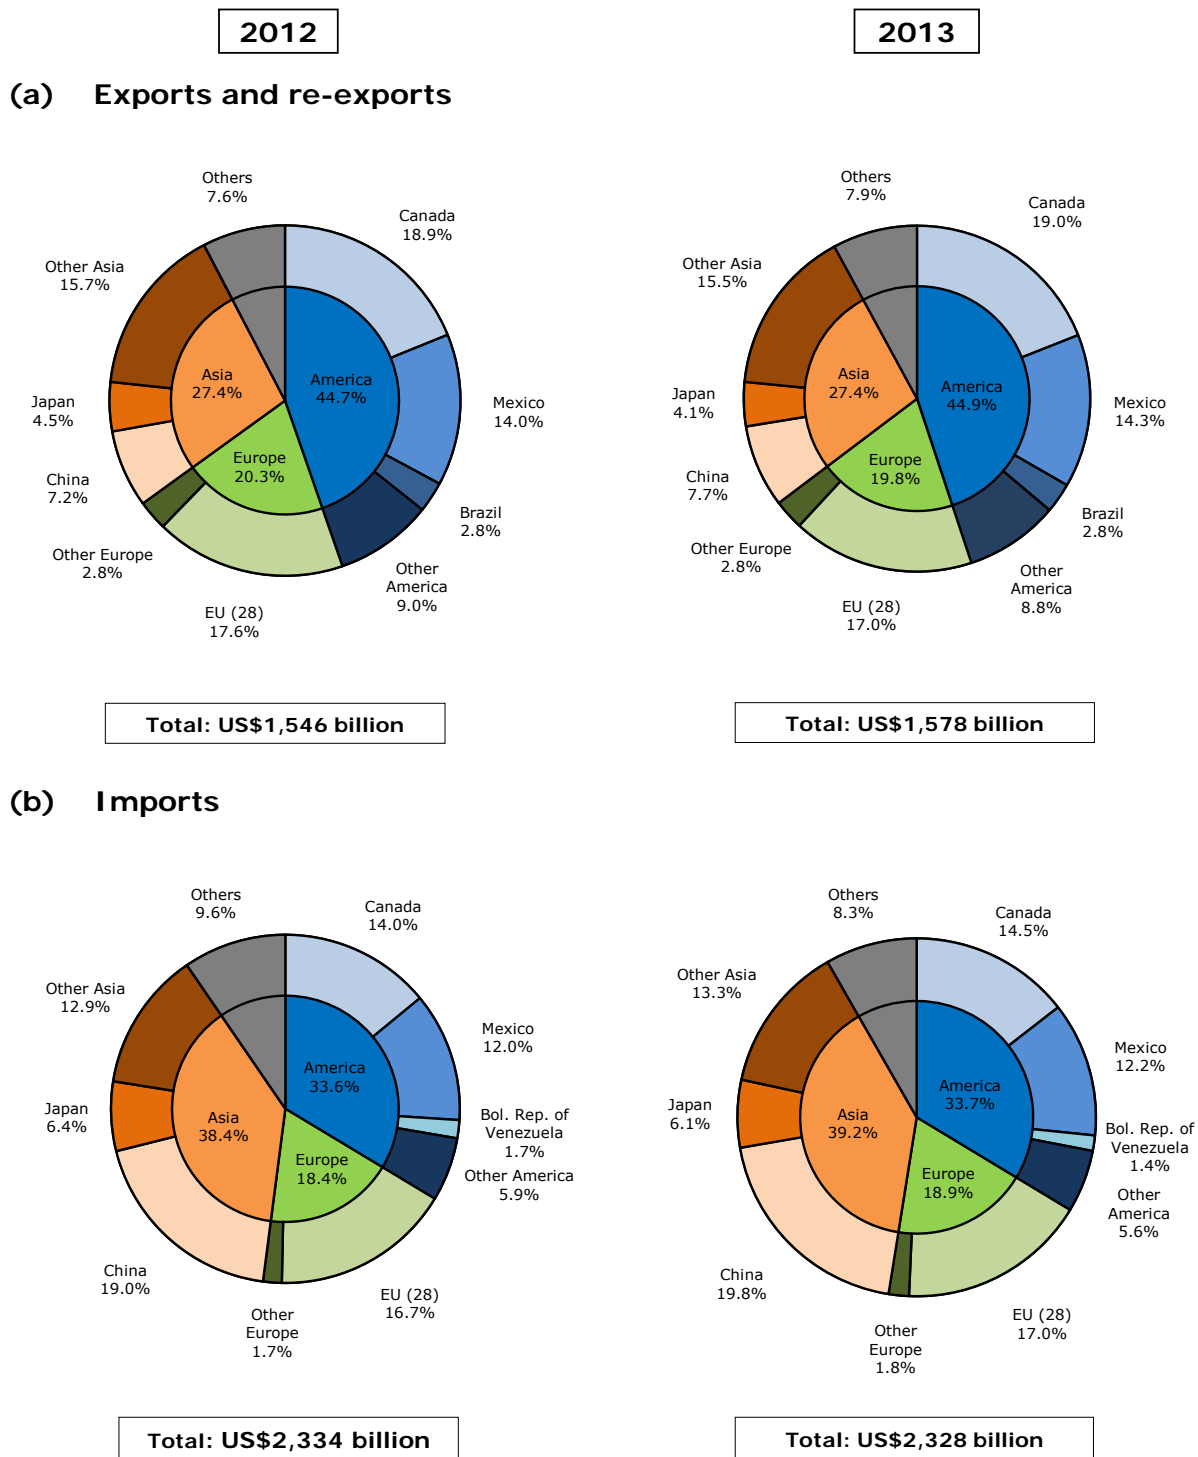 2012
2013
(a) Exports and re-exports
Others
7.6%
Canada
18.9%
Other Asia
15.7%
Asia
27.4%
America
44.7%
Japan
4.5%
Mexico
14.0%
Europe
20.3%
China
7.2%
Brazil
2.8%
Other Europe
2.8%
Other
America
9.0%
EU (28)
17.6%
Total: US$1,546 billion
Others
7.9%
Canada
19.0%
Other Asia
15.5%
Asia
27.4%
America
44.9%
Japan
4.1%
Mexico
14.3%
Europe
19.8%
China
7.7%
Brazil
2.8%
Other Europe
2.8%
Other
America
8.8%
EU (28)
17.0%
Total: US$1,578 billion
(b) Imports
Others
9.6%
Canada
14.0%
Other Asia
12.9%
Mexico
12.0%
America
33.6%
Japan
6.4%
Asia
38.4%
Bol. Rep. of
Venezuela
1.7%
Europe
18.4%
Other America
5.9%
China
19.0%
EU (28)
16.7%
Other
Europe
1.7%
Total: US$2,334 billion
Others
8.3%
Canada
14.5%
Other Asia
13.3%
Mexico
12.2%
America
33.7%
Japan
6.1%
Asia
39.2%
Bol. Rep. of
Venezuela
1.4%
Europe
18.9%
Other
America
5.6%
China
19.8%
EU (28)
17.0%
Other
Europe
1.8%
Total: US$2,328 billion